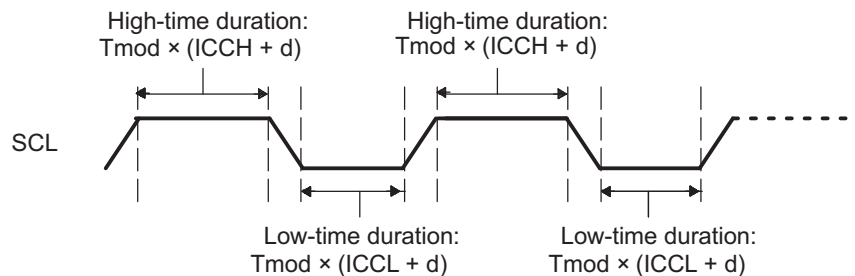 High-time duration:
Tmod × (ICCH + d)
High-time duration:
Tmod × (ICCH + d)
SCL
Low-time duration:
Tmod × (ICCL + d)
Low-time duration:
Tmod × (ICCL + d)